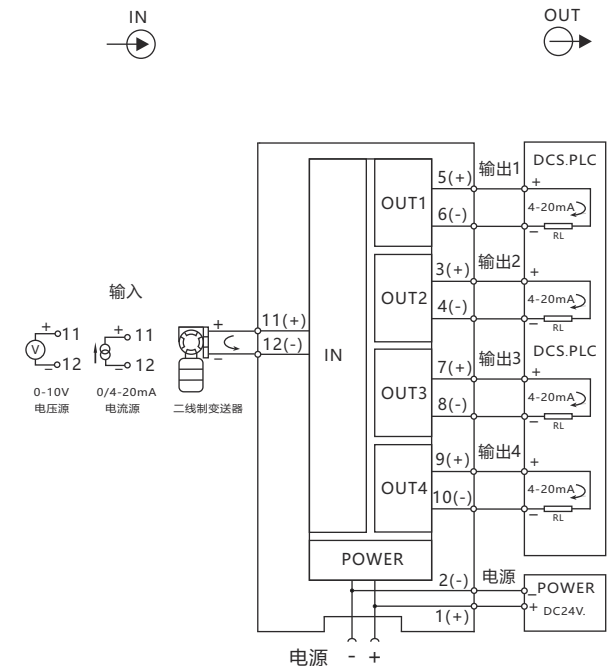 IN
OUT
DCS.PLC
输出1
5(+)
+
OUT1
4-20mA
6(-)
−
RL
输出2
3(+)
+
输入
OUT2
4-20mA
4(-)
−
RL
+
11
+
11
+
11(+)
IN
V
−
12
−
12
−
12(-)
输出3
DCS.PLC
7(+)
+
0-10V
电压源
0/4-20mA
电流源
二线制变送器
OUT3
4-20mA
8(-)
−
RL
输出4
9(+)
+
OUT4
4-20mA
10(-)
−
RL
POWER
2(-)
电源
−
POWER
1(+)
+
DC24V.
电源 - +